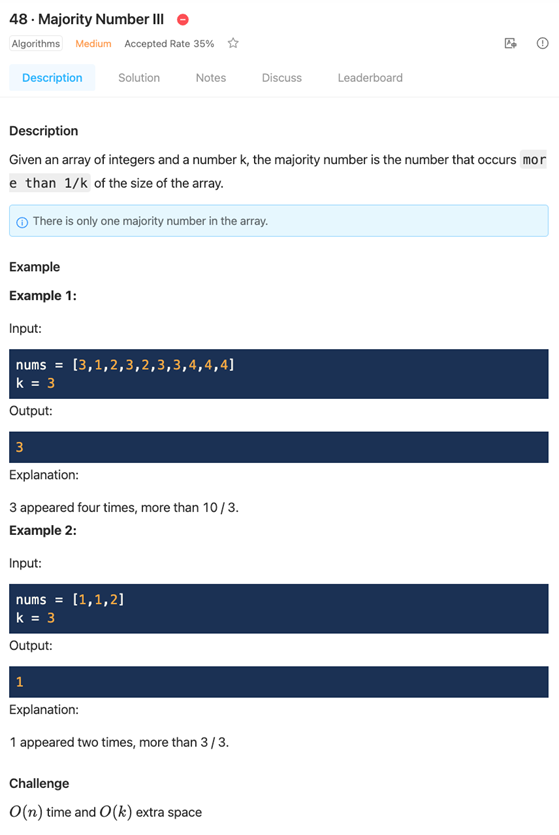 48 · Majority Number III
Algorithms Medium Accepted Rate 35%
Description Solution Notes Discuss Leaderboard
Description
Given an array of integers and a number k, the majority number is the number that occurs mor
e than 1/k of the size of the array.
There is only one majority number in the array.
Example
Example 1:
Input:
nums = [3,1,2,3,2,3,3,4,4,4]
k = 3
Output:
3
Explanation:
3 appeared four times, more than 10 / 3.
Example 2:
Input:
nums = [1,1,2]
k = 3
Output:
1
Explanation:
1 appeared two times, more than 3 / 3.
Challenge
O(n) time and O(k) extra space